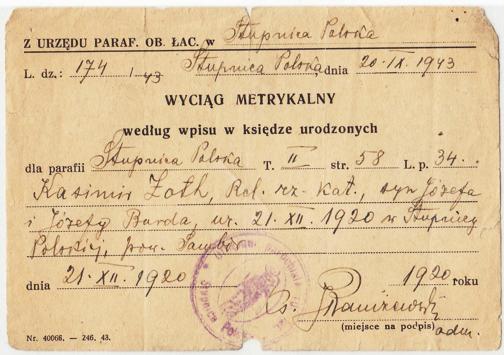 Z URZĘDU PARAF. OB. ŁAC. w Stupnica Polska
L. dz.: 174 / 43 Stupnica Polska, dnia 20. IX. 1943
WYCIĄG METRYKALNY
według wpisu w księdze urodzonych
dla parafii Stupnica Polska T. II str. 58 L. p. 34.
Kasimir Zoth, Rel. rz. kat., syn Józefa
i Józefy Burda, ur. 21. XII. 1920 w Stupnicy
Polskiej, pow. Sambor
dnia 21. XII. 1920 1920 roku
Ks.
adm.
(miejsce na podpis)
Nr. 40066. — 246. 43.